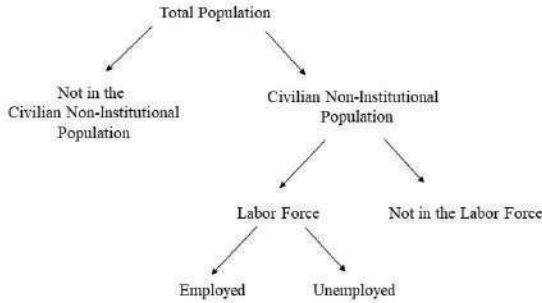 Total Population
Not in the
Civilian Non-Institutional
Population
Civilian Non-Institutional
Population
Labor Force
Not in the Labor Force
Employed
Unemployed